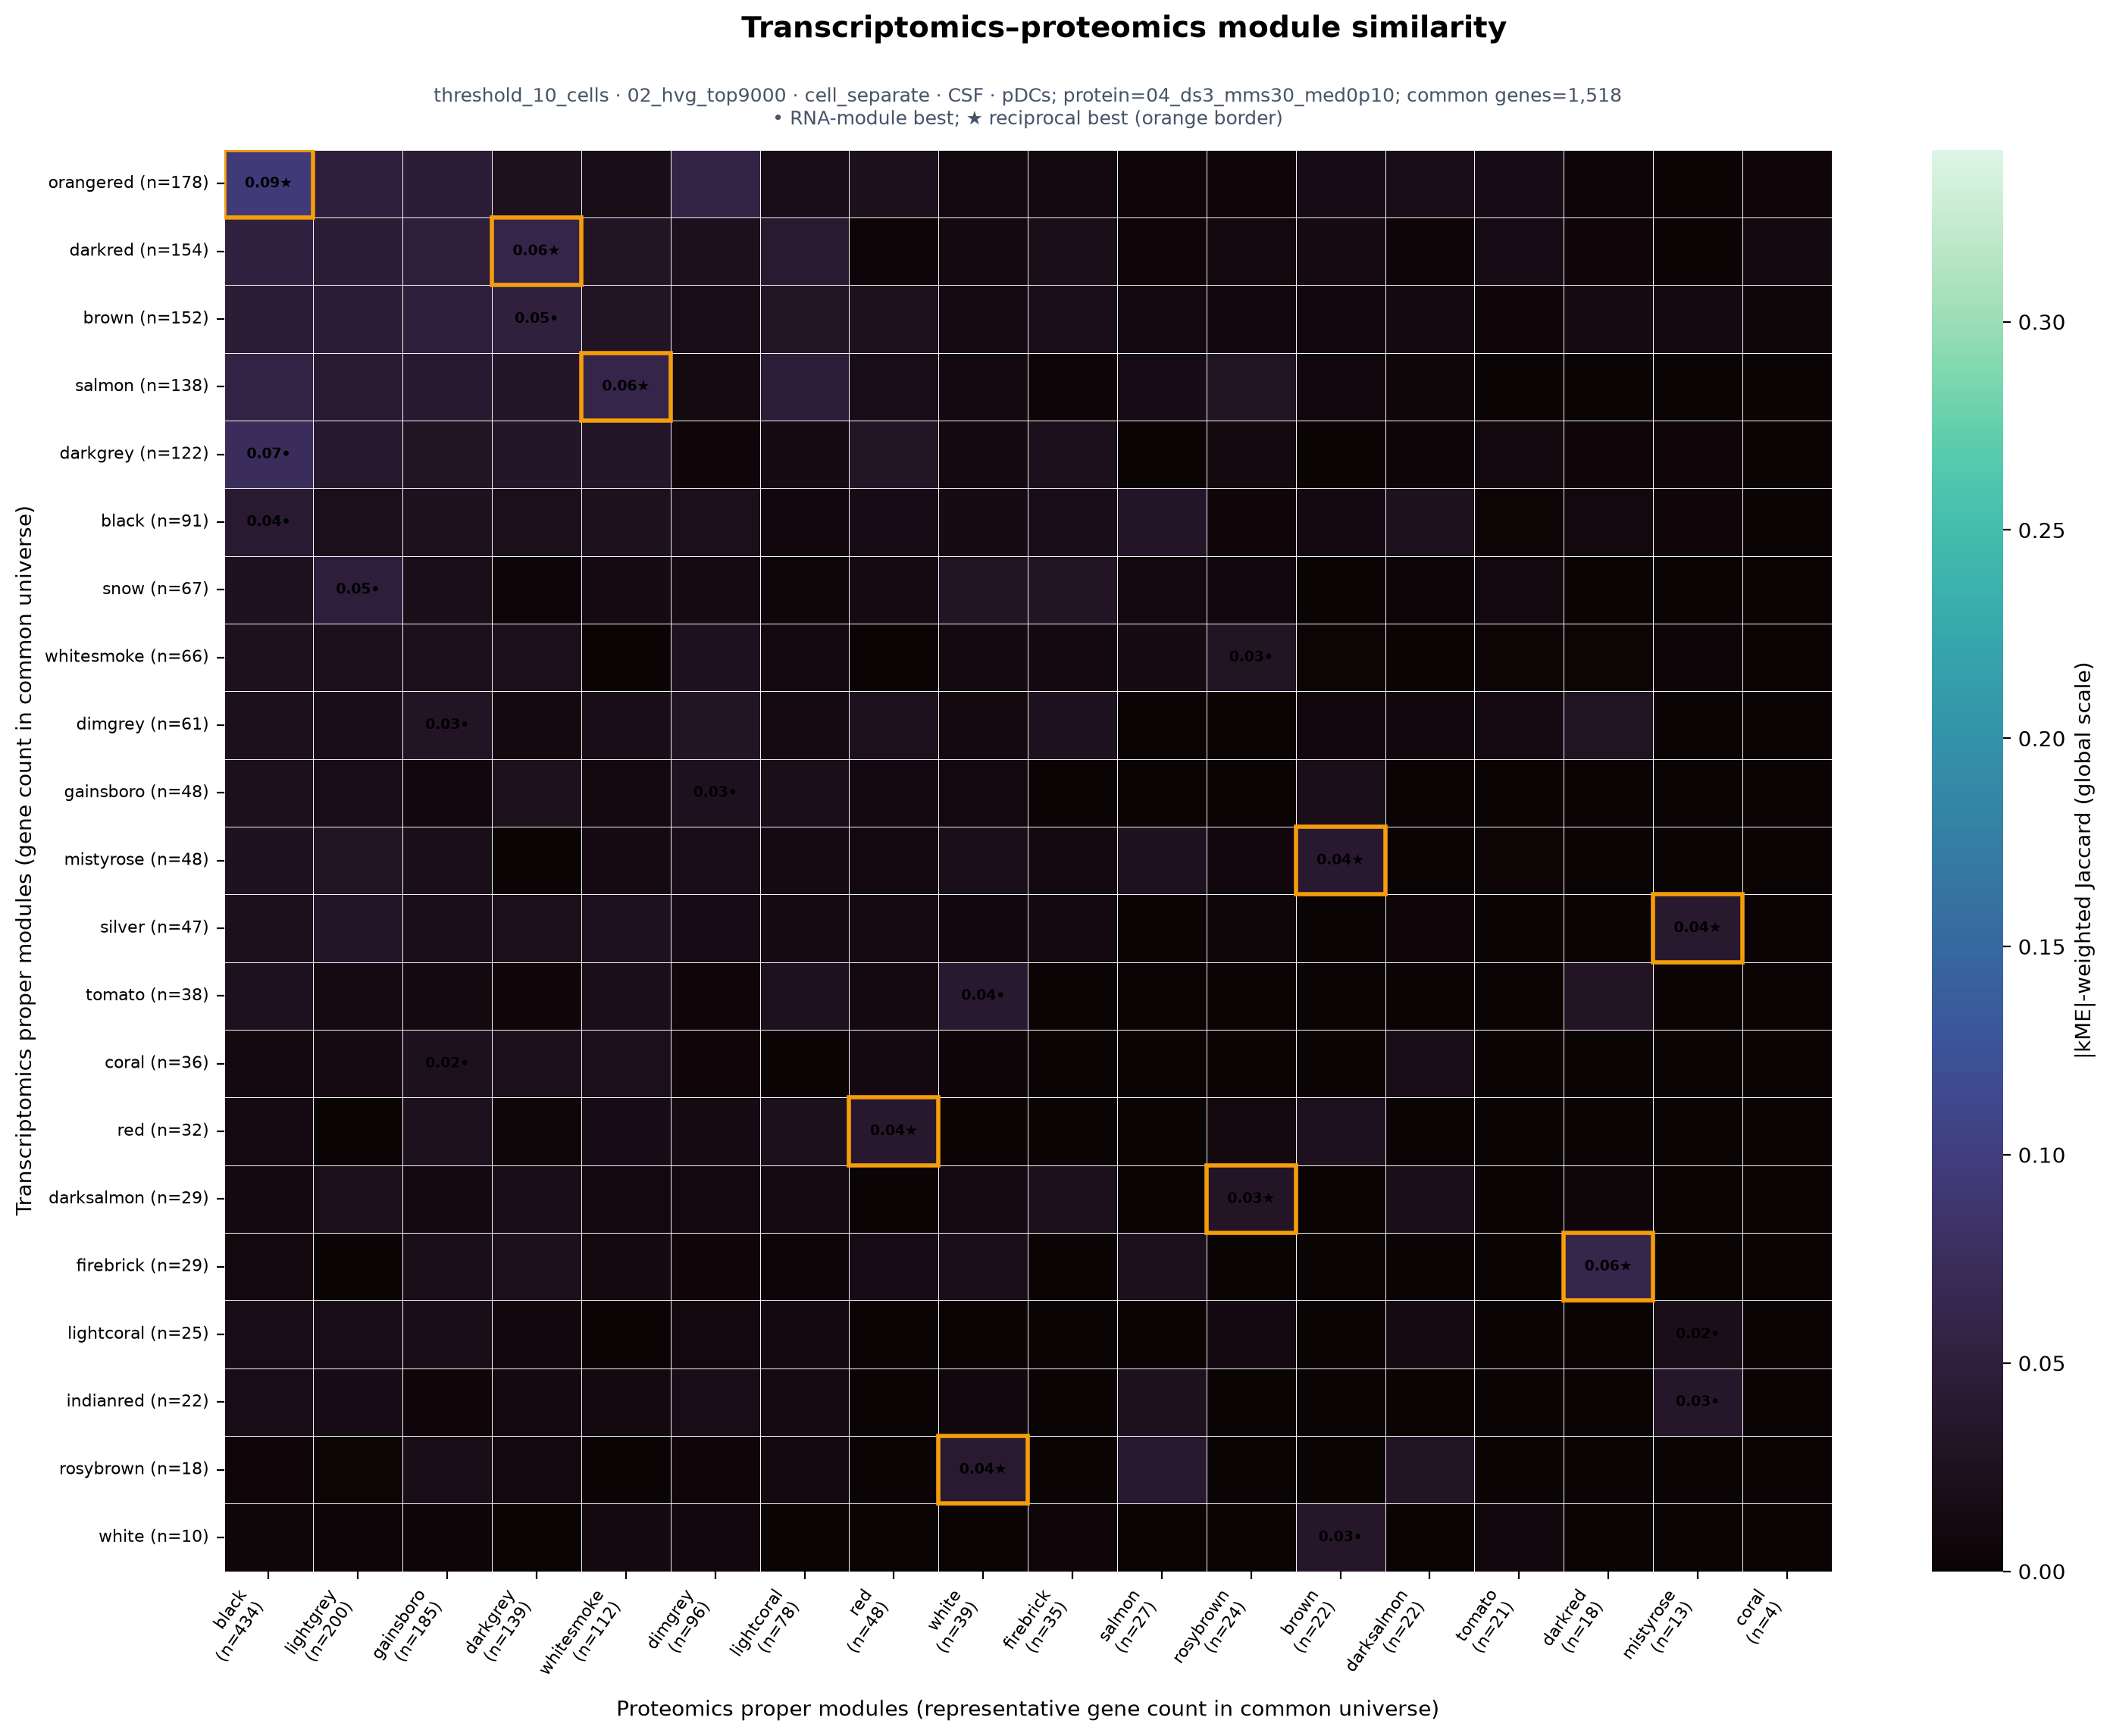 Transcriptomics–proteomics module similarity
threshold_10_cells · 02_hvg_top9000 · cell_separate · CSF · pDCs; protein=04_ds3_mms30_med0p10; common genes=1,518
• RNA-module best; ★ reciprocal best (orange border)
Transcriptomics proper modules (gene count in common universe)
orangered (n=178)
0.09★
darkred (n=154)
0.06★
brown (n=152)
0.05•
salmon (n=138)
0.06★
darkgrey (n=122)
0.07•
black (n=91)
0.04•
snow (n=67)
0.05•
whitesmoke (n=66)
0.03•
dimgrey (n=61)
0.03•
gainsboro (n=48)
0.03•
mistyrose (n=48)
0.04★
silver (n=47)
0.04★
tomato (n=38)
0.04•
coral (n=36)
0.02•
red (n=32)
0.04★
darksalmon (n=29)
0.03★
firebrick (n=29)
0.06★
lightcoral (n=25)
0.02•
indianred (n=22)
0.03•
rosybrown (n=18)
0.04★
white (n=10)
0.03•
black
(n=434)
lightgrey
(n=200)
gainsboro
(n=185)
darkgrey
(n=139)
whitesmoke
(n=112)
dimgrey
(n=96)
lightcoral
(n=78)
red
(n=48)
white
(n=39)
firebrick
(n=35)
salmon
(n=27)
rosybrown
(n=24)
brown
(n=22)
darksalmon
(n=22)
tomato
(n=21)
darkred
(n=18)
mistyrose
(n=13)
coral
(n=4)
Proteomics proper modules (representative gene count in common universe)
0.30
0.25
0.20
0.15
0.10
0.05
0.00
|kME|-weighted Jaccard (global scale)